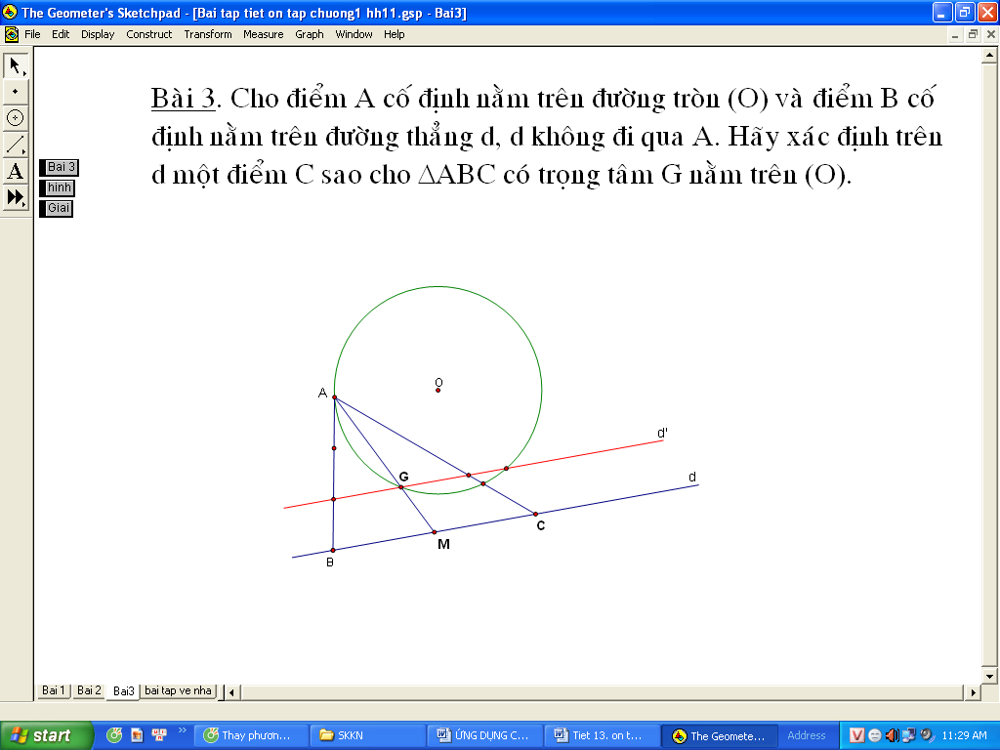 The Geometer's Sketchpad - [Bai tap tiet on tap chuong1 hh11.gsp - Bai3]
File Edit Display Construct Transform Measure Graph Window Help
Bài 3. Cho điểm A cố định nằm trên đường tròn (O) và điểm B cố
định nằm trên đường thẳng d, d không đi qua A. Hãy xác định trên
d một điểm C sao cho ΔABC có trọng tâm G nằm trên (O).
A
Bai 3
hinh
Giai
O
A
d'
G
d
C
M
B
Bai 1 Bai 2 Bai3 bai tap ve nha
start Thay phươn... SKKN ỨNG DỤNG C... Tiet 13. on t... The Geomete... Address V 11:29 AM